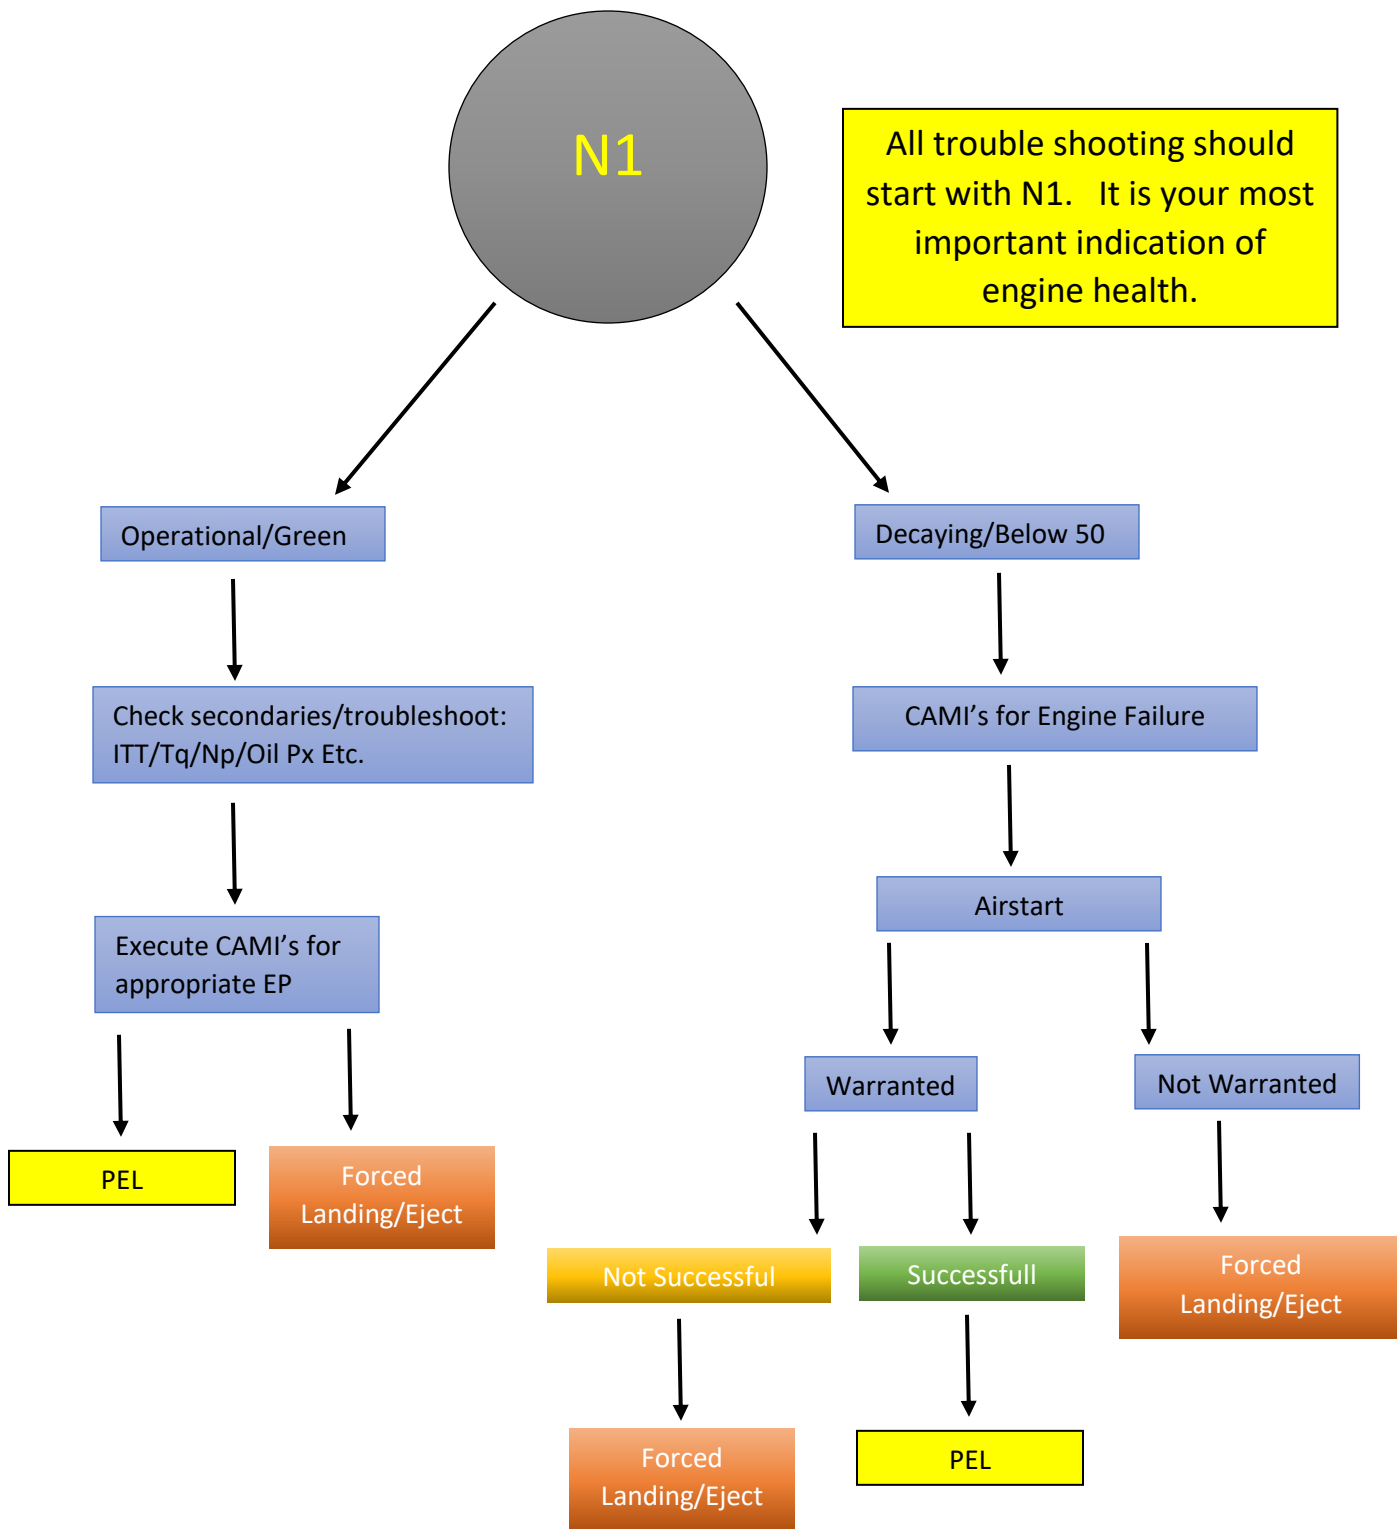 N1
All trouble shooting should
start with N1.   It is your most
important indication of
engine health.
Operational/Green
Decaying/Below 50
Check secondaries/troubleshoot:
ITT/Tq/Np/Oil Px Etc.
CAMI’s for Engine Failure
Airstart
Execute CAMI’s for
appropriate EP
Warranted
Not Warranted
PEL
Forced
Landing/Eject
Not Successful
Successfull
Forced
Landing/Eject
Forced
Landing/Eject
PEL